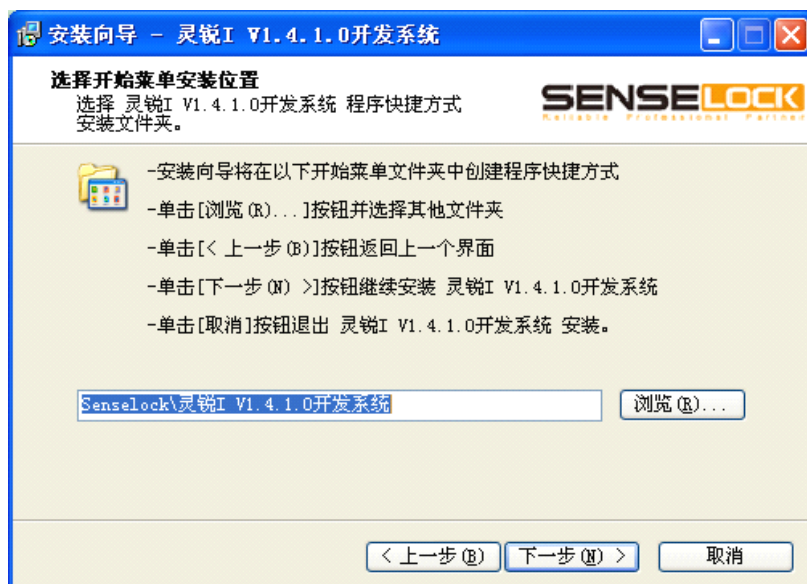 安装向导 - 灵锐I V1.4.1.0开发系统
选择开始菜单安装位置
选择 灵锐I V1.4.1.0开发系统 程序快捷方式
安装文件夹。
SENSELOCK
Reliable Professional Partner
-安装向导将在以下开始菜单文件夹中创建程序快捷方式
-单击[浏览(R)...]按钮并选择其他文件夹
-单击[< 上一步(B)]按钮返回上一个界面
-单击[下一步(N) >]按钮继续安装 灵锐I V1.4.1.0开发系统
-单击[取消]按钮退出 灵锐I V1.4.1.0开发系统 安装。
Senselock\灵锐I V1.4.1.0开发系统
浏览(R)...
< 上一步(B)
下一步(N) >
取消